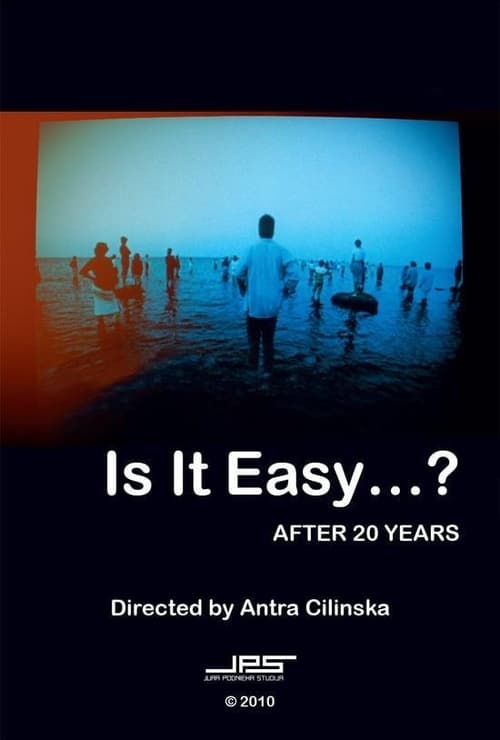 Is It Easy...?
AFTER 20 YEARS
Directed by Antra Cilinska
JPS
JURA PODNIEKA STUDIJA
© 2010